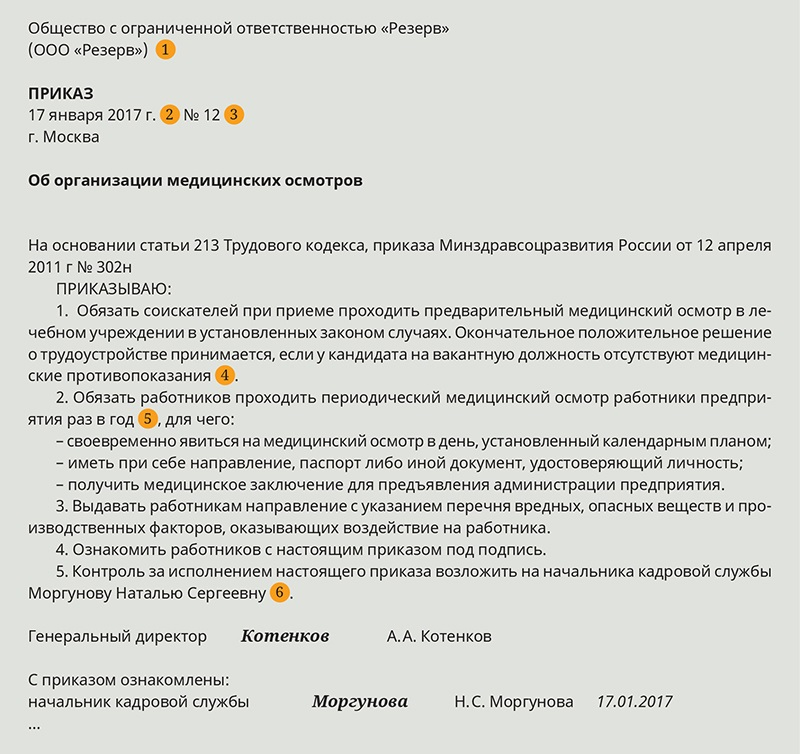 Общество с ограниченной ответственностью «Резерв»
(ООО «Резерв») 1
ПРИКАЗ
17 января 2017 г. 2 № 12 3
г. Москва
Об организации медицинских осмотров
На основании статьи 213 Трудового кодекса, приказа Минздравсоцразвития России от 12 апреля
2011 г № 302н
ПРИКАЗЫВАЮ:
1. Обязать соискателей при приеме проходить предварительный медицинский осмотр в ле-
чебном учреждении в установленных законом случаях. Окончательное положительное решение
о трудоустройстве принимается, если у кандидата на вакантную должность отсутствуют медицин-
ские противопоказания 4.
2. Обязать работников проходить периодический медицинский осмотр работники предпри-
ятия раз в год 5, для чего:
– своевременно явиться на медицинский осмотр в день, установленный календарным планом;
– иметь при себе направление, паспорт либо иной документ, удостоверяющий личность;
– получить медицинское заключение для предъявления администрации предприятия.
3. Выдавать работникам направление с указанием перечня вредных, опасных веществ и про-
изводственных факторов, оказывающих воздействие на работника.
4. Ознакомить работников с настоящим приказом под подпись.
5. Контроль за исполнением настоящего приказа возложить на начальника кадровой службы
Моргунову Наталью Сергеевну 6.
Генеральный директор Котенков А.А. Котенков
С приказом ознакомлены:
начальник кадровой службы Моргунова Н.С. Моргунова 17.01.2017
...